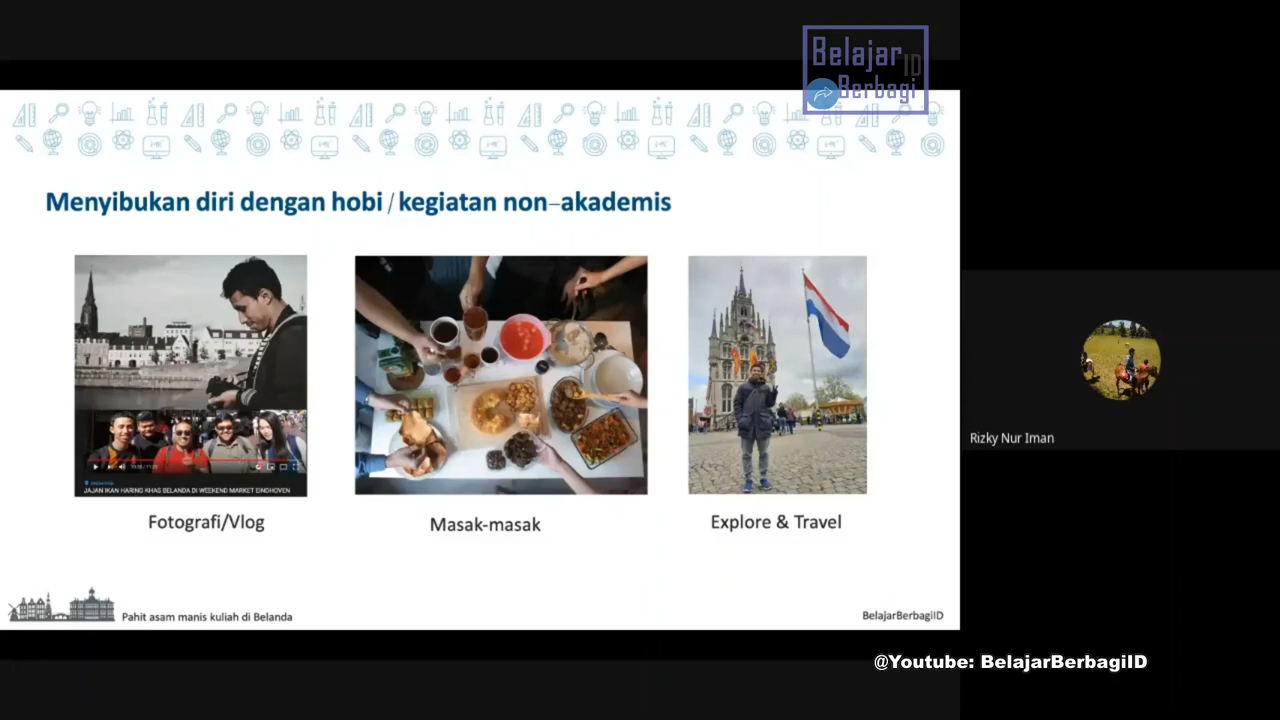 Belajar ID
Berbagi
Menyibukan diri dengan hobi / kegiatan non–akademis
JAJAN IKAN HARING KHAS BELANDA DI WEEKEND MARKET EINDHOVEN
Fotografi/Vlog
Masak-masak
Explore & Travel
Pahit asam manis kuliah di Belanda
BelajarBerbagiID
Rizky Nur Iman
@Youtube: BelajarBerbagiID